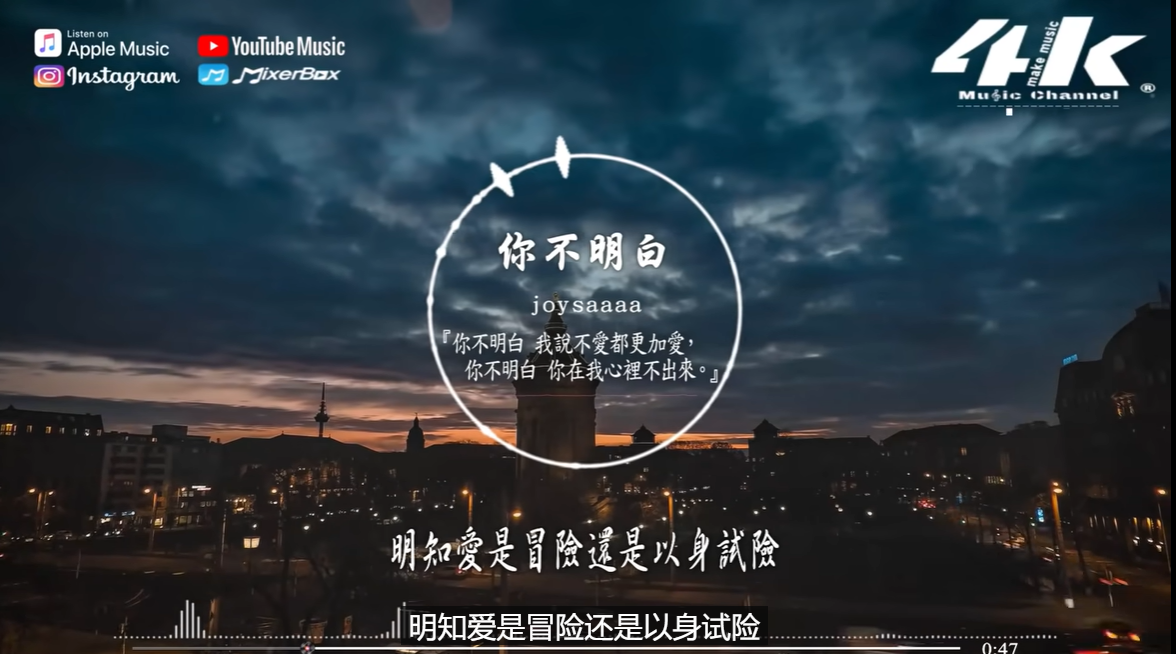 Listen on
Apple Music
YouTube Music
Instagram
MixerBox
4k
make music
Music Channel
®
你不明白
joysaaaa
『你不明白 我說不愛都更加愛，
你不明白 你在我心裡不出來。』
明知愛是冒險還是以身試險
明知爱是冒险还是以身试险
0:47